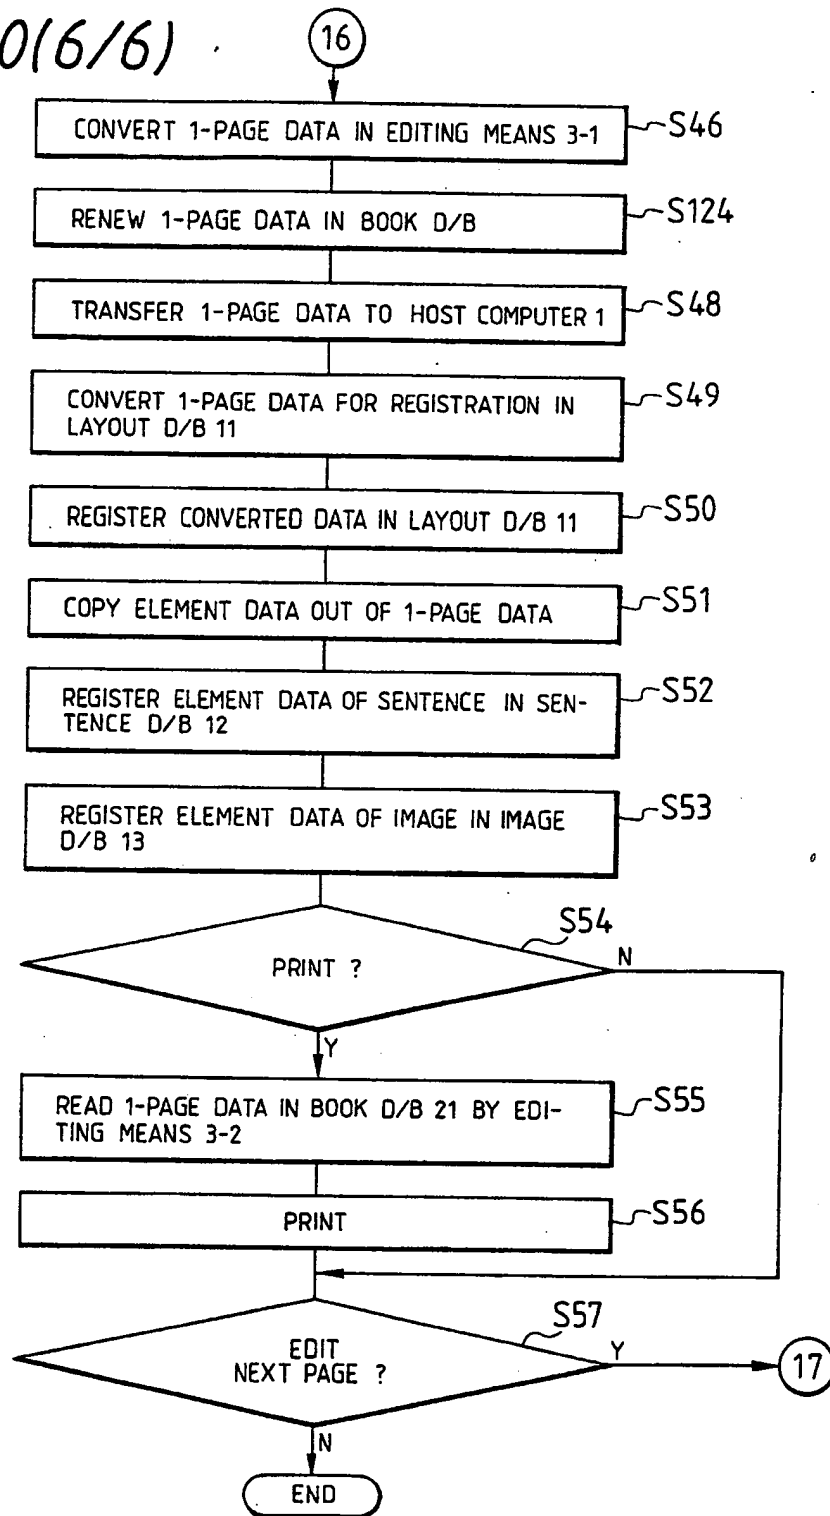 0(6/6)
16
CONVERT 1-PAGE DATA IN EDITING MEANS 3-1
S46
RENEW 1-PAGE DATA IN BOOK D/B
S124
TRANSFER 1-PAGE DATA TO HOST COMPUTER 1
S48
CONVERT 1-PAGE DATA FOR REGISTRATION IN
LAYOUT D/B 11
S49
REGISTER CONVERTED DATA IN LAYOUT D/B 11
S50
COPY ELEMENT DATA OUT OF 1-PAGE DATA
S51
REGISTER ELEMENT DATA OF SENTENCE IN SEN-
TENCE D/B 12
S52
REGISTER ELEMENT DATA OF IMAGE IN IMAGE
D/B 13
S53
S54
PRINT ?
N
Y
READ 1-PAGE DATA IN BOOK D/B 21 BY EDI-
TING MEANS 3-2
S55
PRINT
S56
S57
EDIT
NEXT PAGE ?
Y
17
N
END